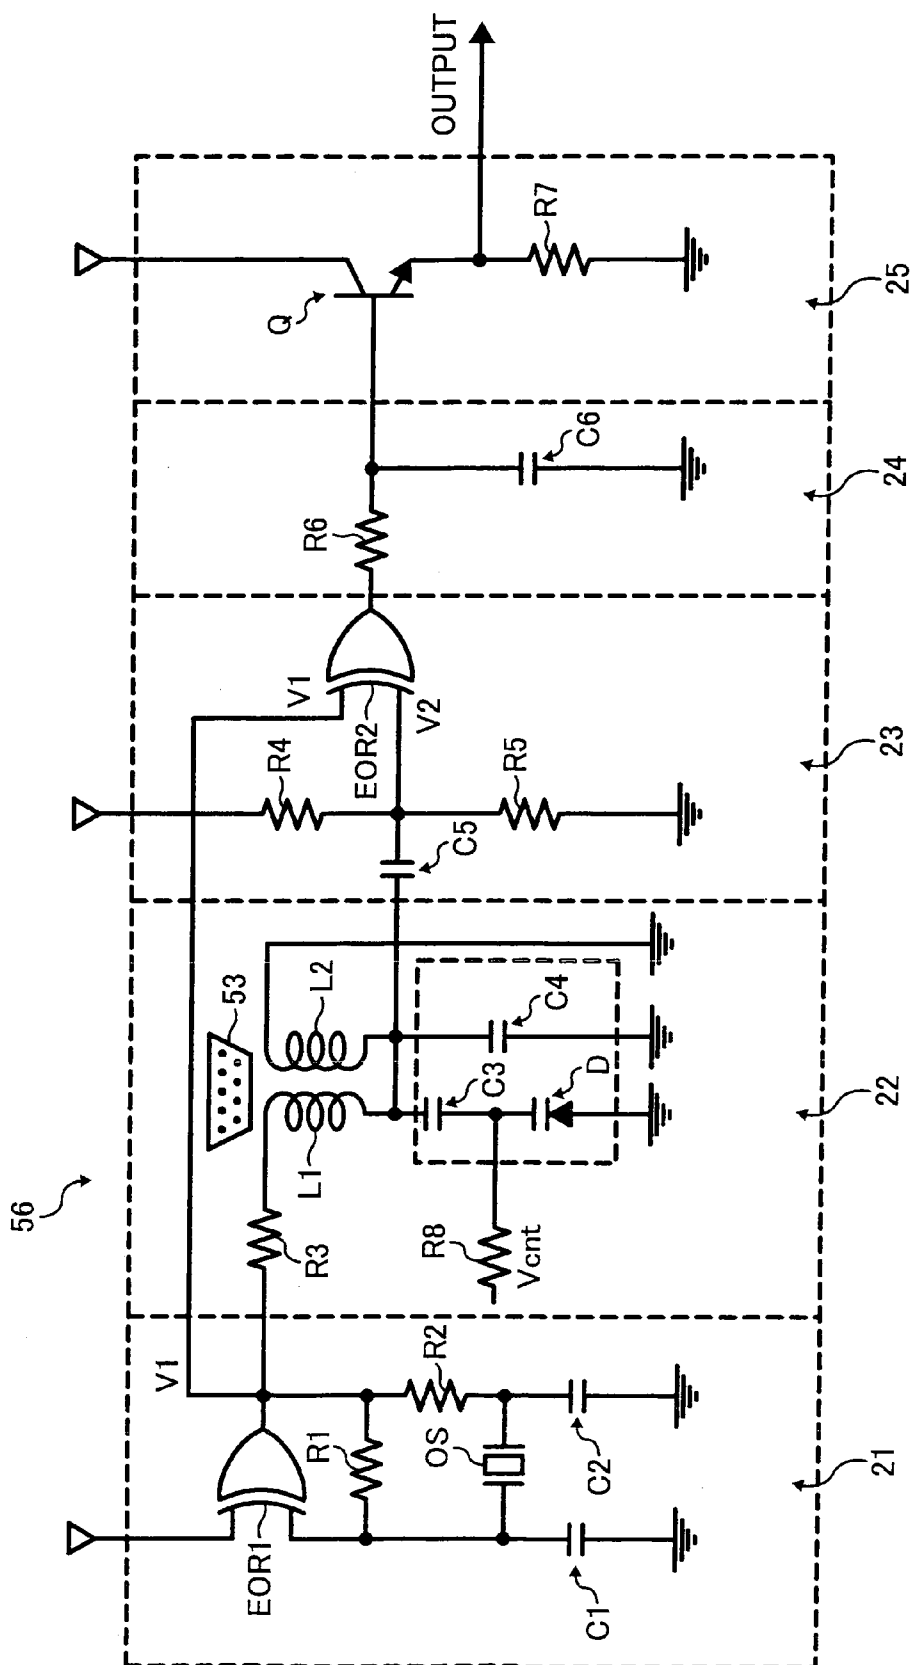 56
53
V1
EOR1
R1
R2
OS
C1
C2
21
R3
L1
L2
R8
Vcnt
C3
C4
D
22
R4
V1
EOR2
V2
C5
R5
23
R6
C6
24
Q
R7
25
OUTPUT